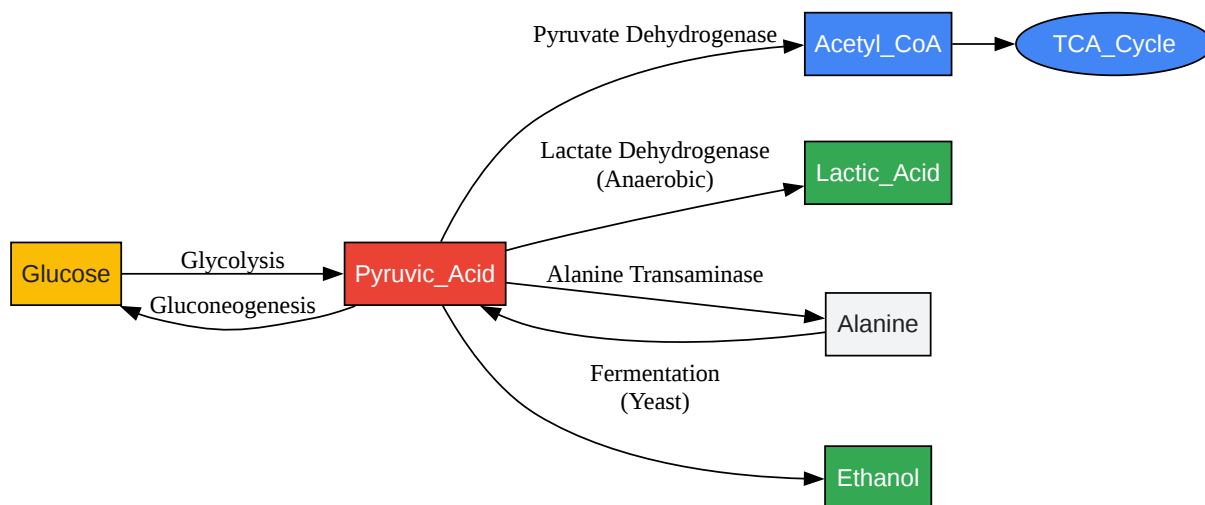 Pyruvate Dehydrogenase
Acetyl_CoA
TCA_Cycle
Lactate Dehydrogenase
(Anaerobic)
Lactic_Acid
Glucose
Glycolysis
Gluconeogenesis
Pyruvic_Acid
Alanine Transaminase
Alanine
Fermentation
(Yeast)
Ethanol